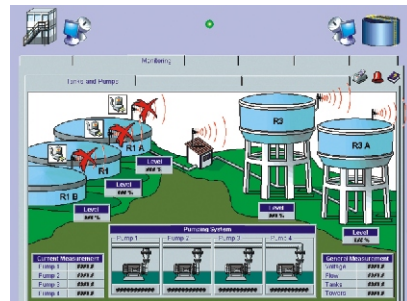 Monitoring
Tanks and Pumps
R3
R3 A
R1 A
R1
R1 B
Level
Level
Level
Level
Level
Pumping System
Pump 1 Pump 2 Pump 3 Pump 4
Current Measurement
Pump 1
Pump 2
Pump 3
Pump 4
General Measurement
Voltage
Flow
Tanks
Towers